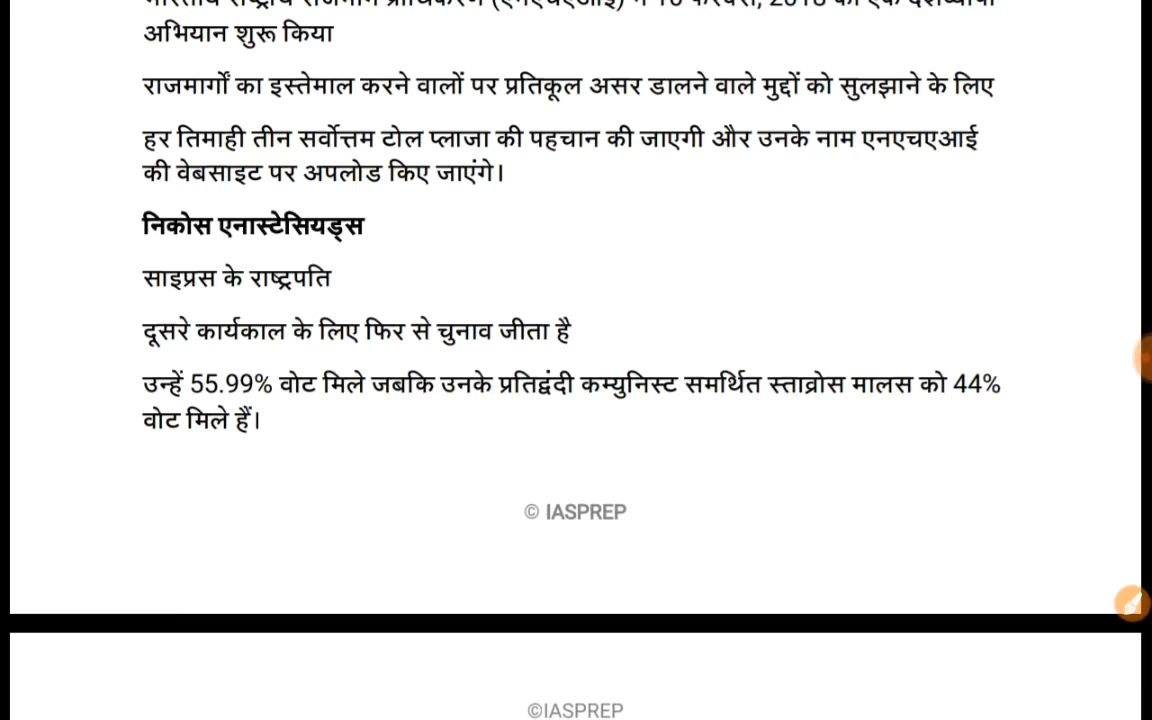 अभियान शुरू किया
राजमार्गों का इस्तेमाल करने वालों पर प्रतिकूल असर डालने वाले मुद्दों को सुलझाने के लिए
हर तिमाही तीन सर्वोत्तम टोल प्लाजा की पहचान की जाएगी और उनके नाम एनएचएआई
की वेबसाइट पर अपलोड किए जाएंगे।
निकोस एनास्टेसियड्स
साइप्रस के राष्ट्रपति
दूसरे कार्यकाल के लिए फिर से चुनाव जीता है
उन्हें 55.99% वोट मिले जबकि उनके प्रतिद्वंदी कम्युनिस्ट समर्थित स्ताव्रोस मालस को 44%
वोट मिले हैं।
© IASPREP
©IASPREP